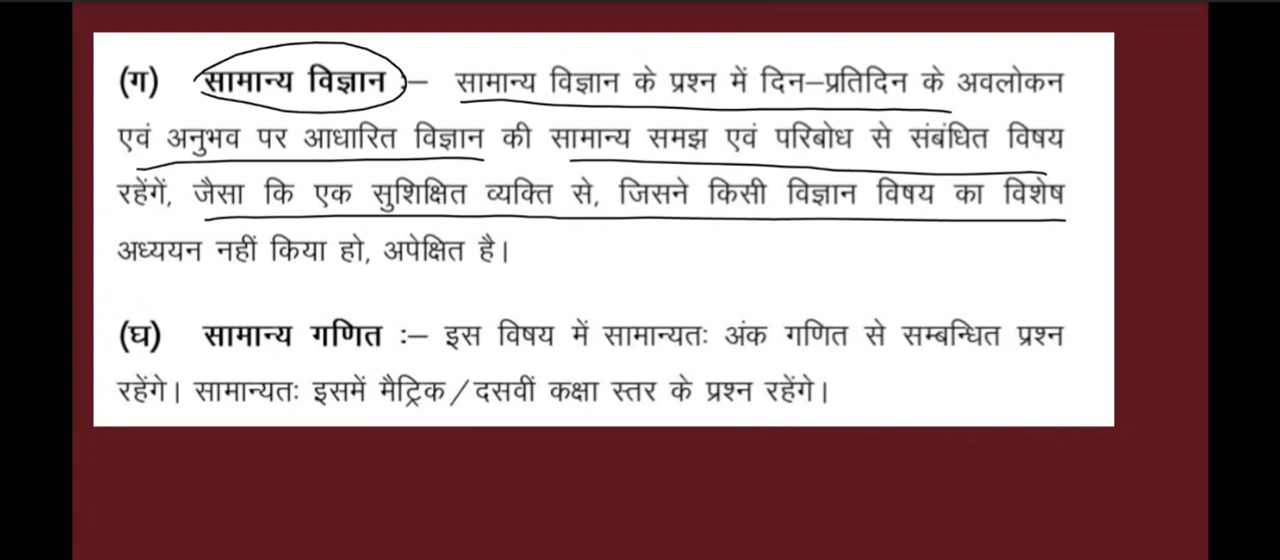 (ग) सामान्य विज्ञान :– सामान्य विज्ञान के प्रश्न में दिन–प्रतिदिन के अवलोकन
एवं अनुभव पर आधारित विज्ञान की सामान्य समझ एवं परिबोध से संबंधित विषय
रहेंगें, जैसा कि एक सुशिक्षित व्यक्ति से, जिसने किसी विज्ञान विषय का विशेष
अध्ययन नहीं किया हो, अपेक्षित है।
(घ) सामान्य गणित :– इस विषय में सामान्यतः अंक गणित से सम्बन्धित प्रश्न
रहेंगे। सामान्यतः इसमें मैट्रिक/दसवीं कक्षा स्तर के प्रश्न रहेंगे।